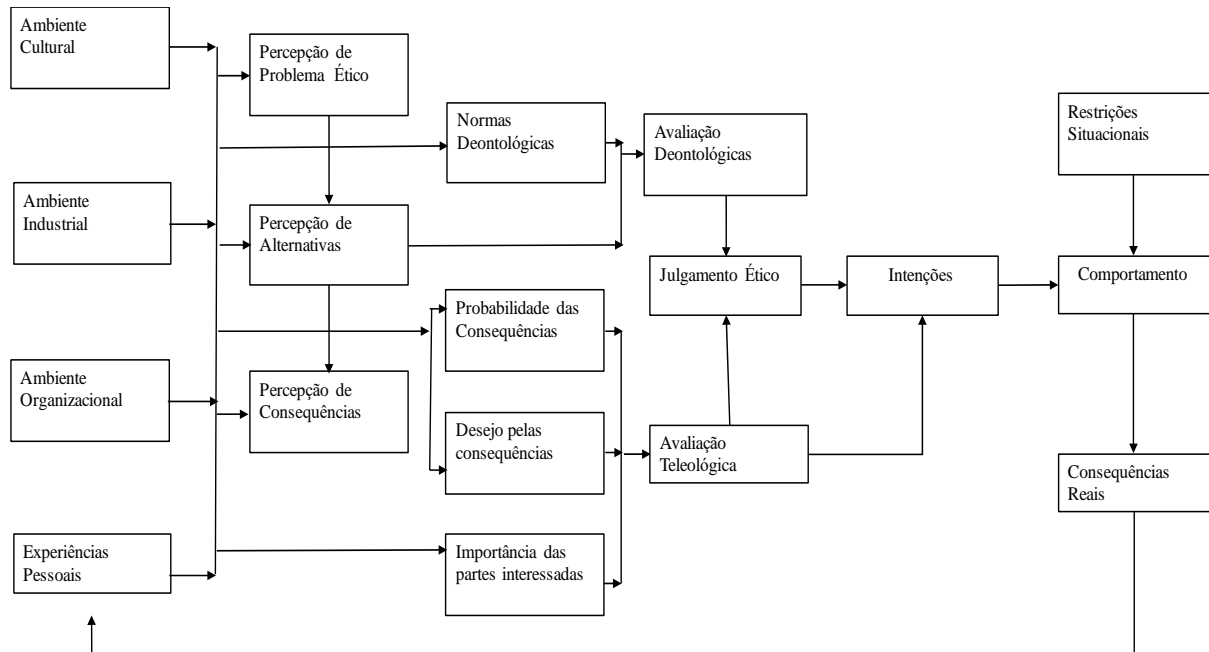 Ambiente
Cultural
Percepção de
Problema Ético
Normas
Deontológicas
Avaliação
Deontológicas
Restrições
Situacionais
Ambiente
Industrial
Percepção de
Alternativas
Julgamento Ético
Intenções
Comportamento
Probabilidade das
Consequências
Ambiente
Organizacional
Percepção de
Consequências
Desejo pelas
consequências
Avaliação
Teleológica
Consequências
Reais
Experiências
Pessoais
Importância das
partes interessadas